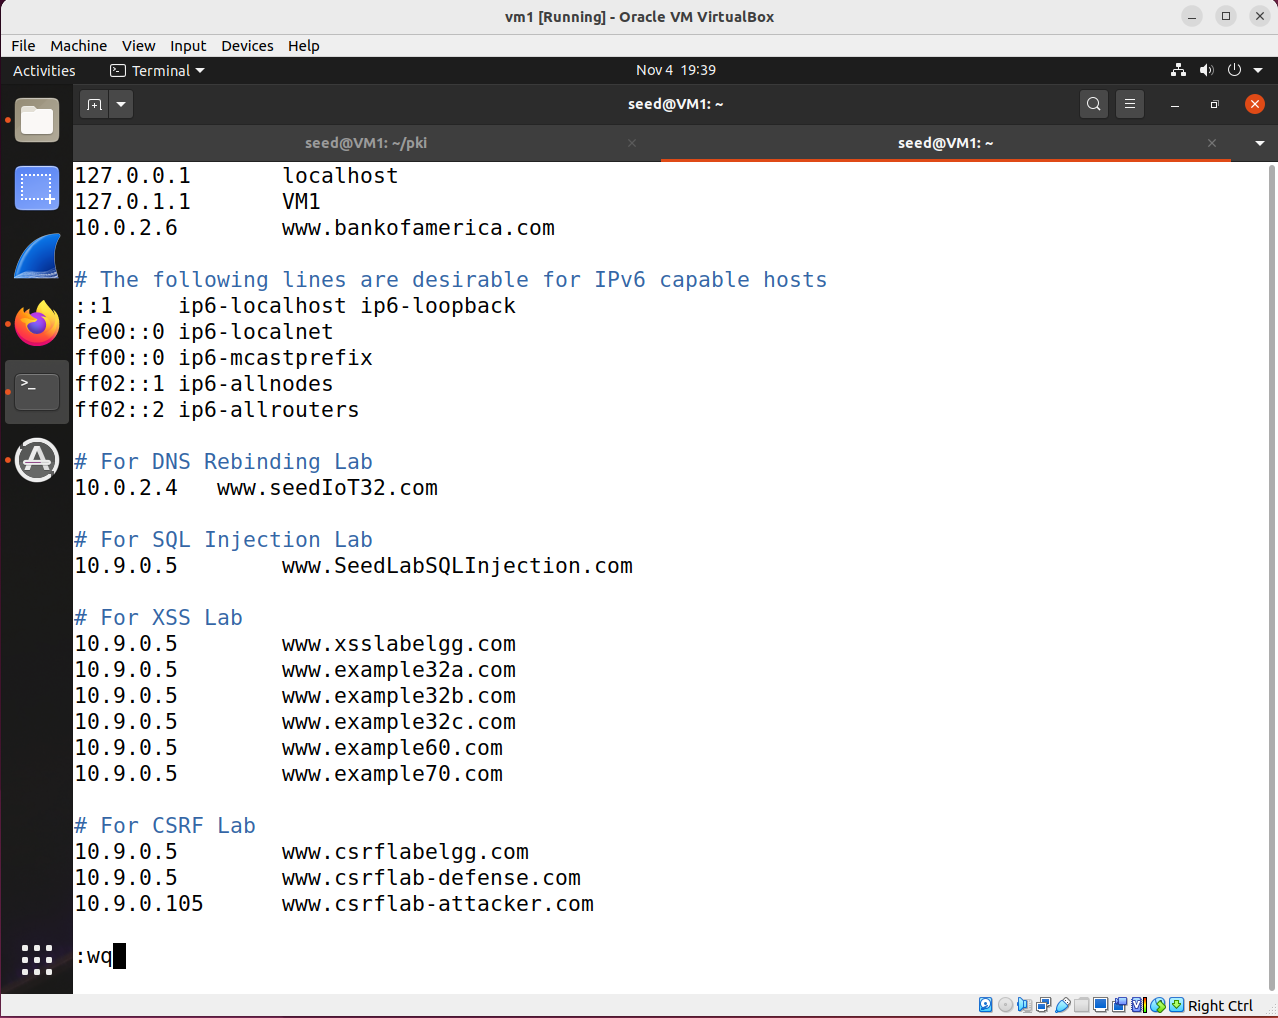 vm1 [Running] - Oracle VM VirtualBox
File Machine View Input Devices Help
Activities Terminal Nov 4 19:39
seed@VM1: ~
seed@VM1: ~/pki seed@VM1: ~
127.0.0.1 localhost
127.0.1.1 VM1
10.0.2.6 www.bankofamerica.com
# The following lines are desirable for IPv6 capable hosts
::1 ip6-localhost ip6-loopback
fe00::0 ip6-localnet
ff00::0 ip6-mcastprefix
ff02::1 ip6-allnodes
ff02::2 ip6-allrouters
# For DNS Rebinding Lab
10.0.2.4 www.seedIoT32.com
# For SQL Injection Lab
10.9.0.5 www.SeedLabSQLInjection.com
# For XSS Lab
10.9.0.5 www.xsslabelgg.com
10.9.0.5 www.example32a.com
10.9.0.5 www.example32b.com
10.9.0.5 www.example32c.com
10.9.0.5 www.example60.com
10.9.0.5 www.example70.com
# For CSRF Lab
10.9.0.5 www.csrflabelgg.com
10.9.0.5 www.csrflab-defense.com
10.9.0.105 www.csrflab-attacker.com
:wq
Right Ctrl